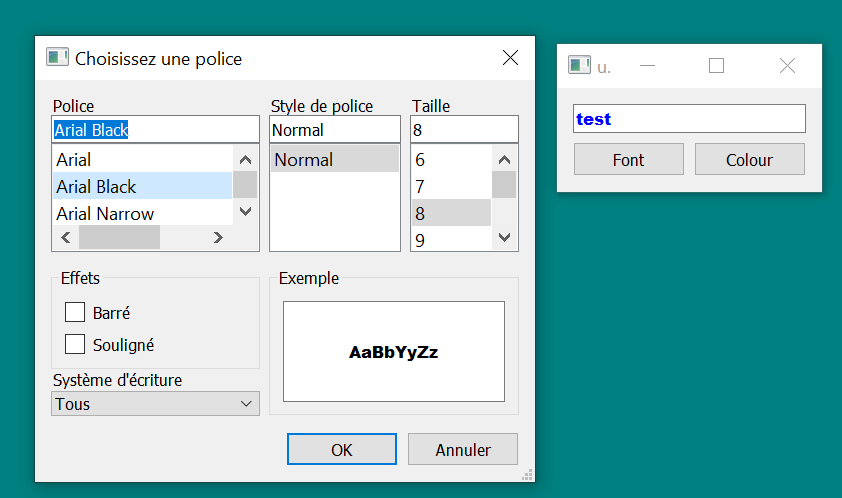 Choisissez une police
Police
Style de police
Taille
Arial Black
Normal
8
Arial
Arial Black
Arial Narrow
Normal
6
7
8
9
Effets
Barré
Souligné
Système d'écriture
Tous
Exemple
AaBbYyZz
OK
Annuler
u.
test
Font
Colour